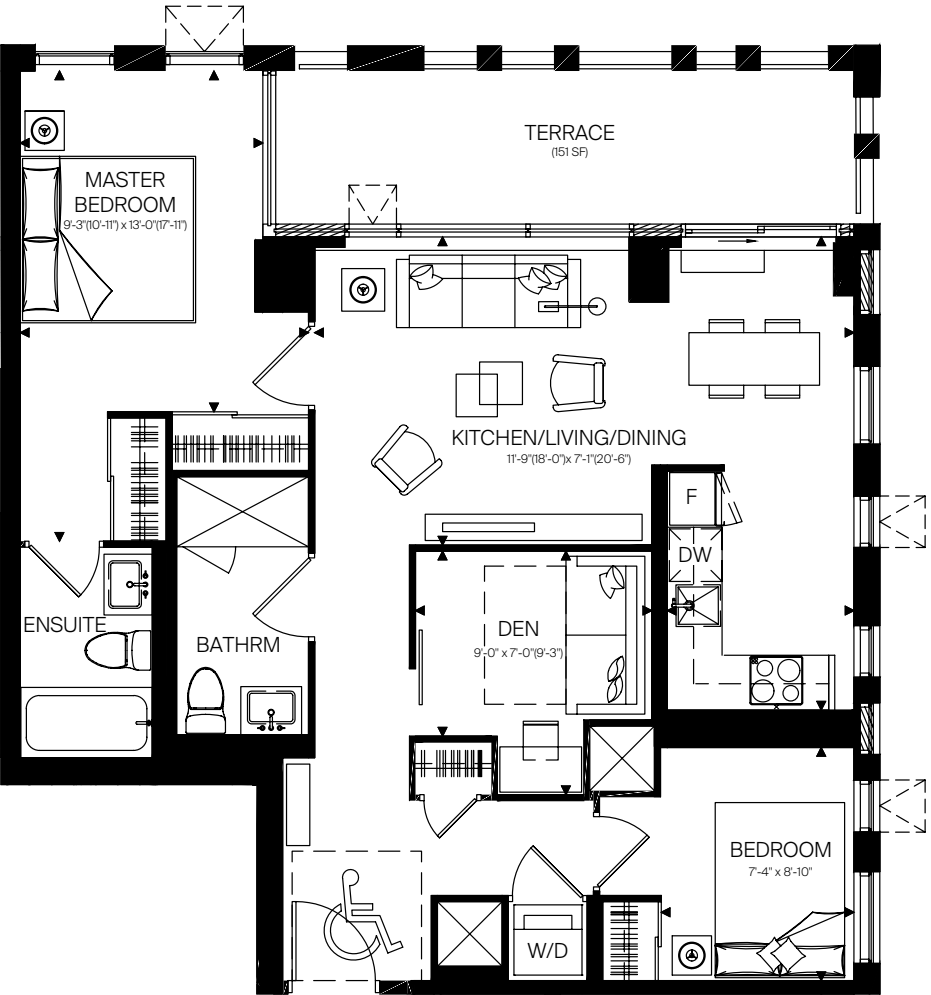 TERRACE
(151 SF)
MASTER
BEDROOM
9'-3"(10'-11") x 13'-0"(17'-11")
KITCHEN/LIVING/DINING
11'-9"(18'-0")x 7'-1"(20'-6")
F
DW
ENSUITE
BATHRM
DEN
9'-0" x 7'-0"(9'-3")
BEDROOM
7'-4" x 8'-10"
W/D